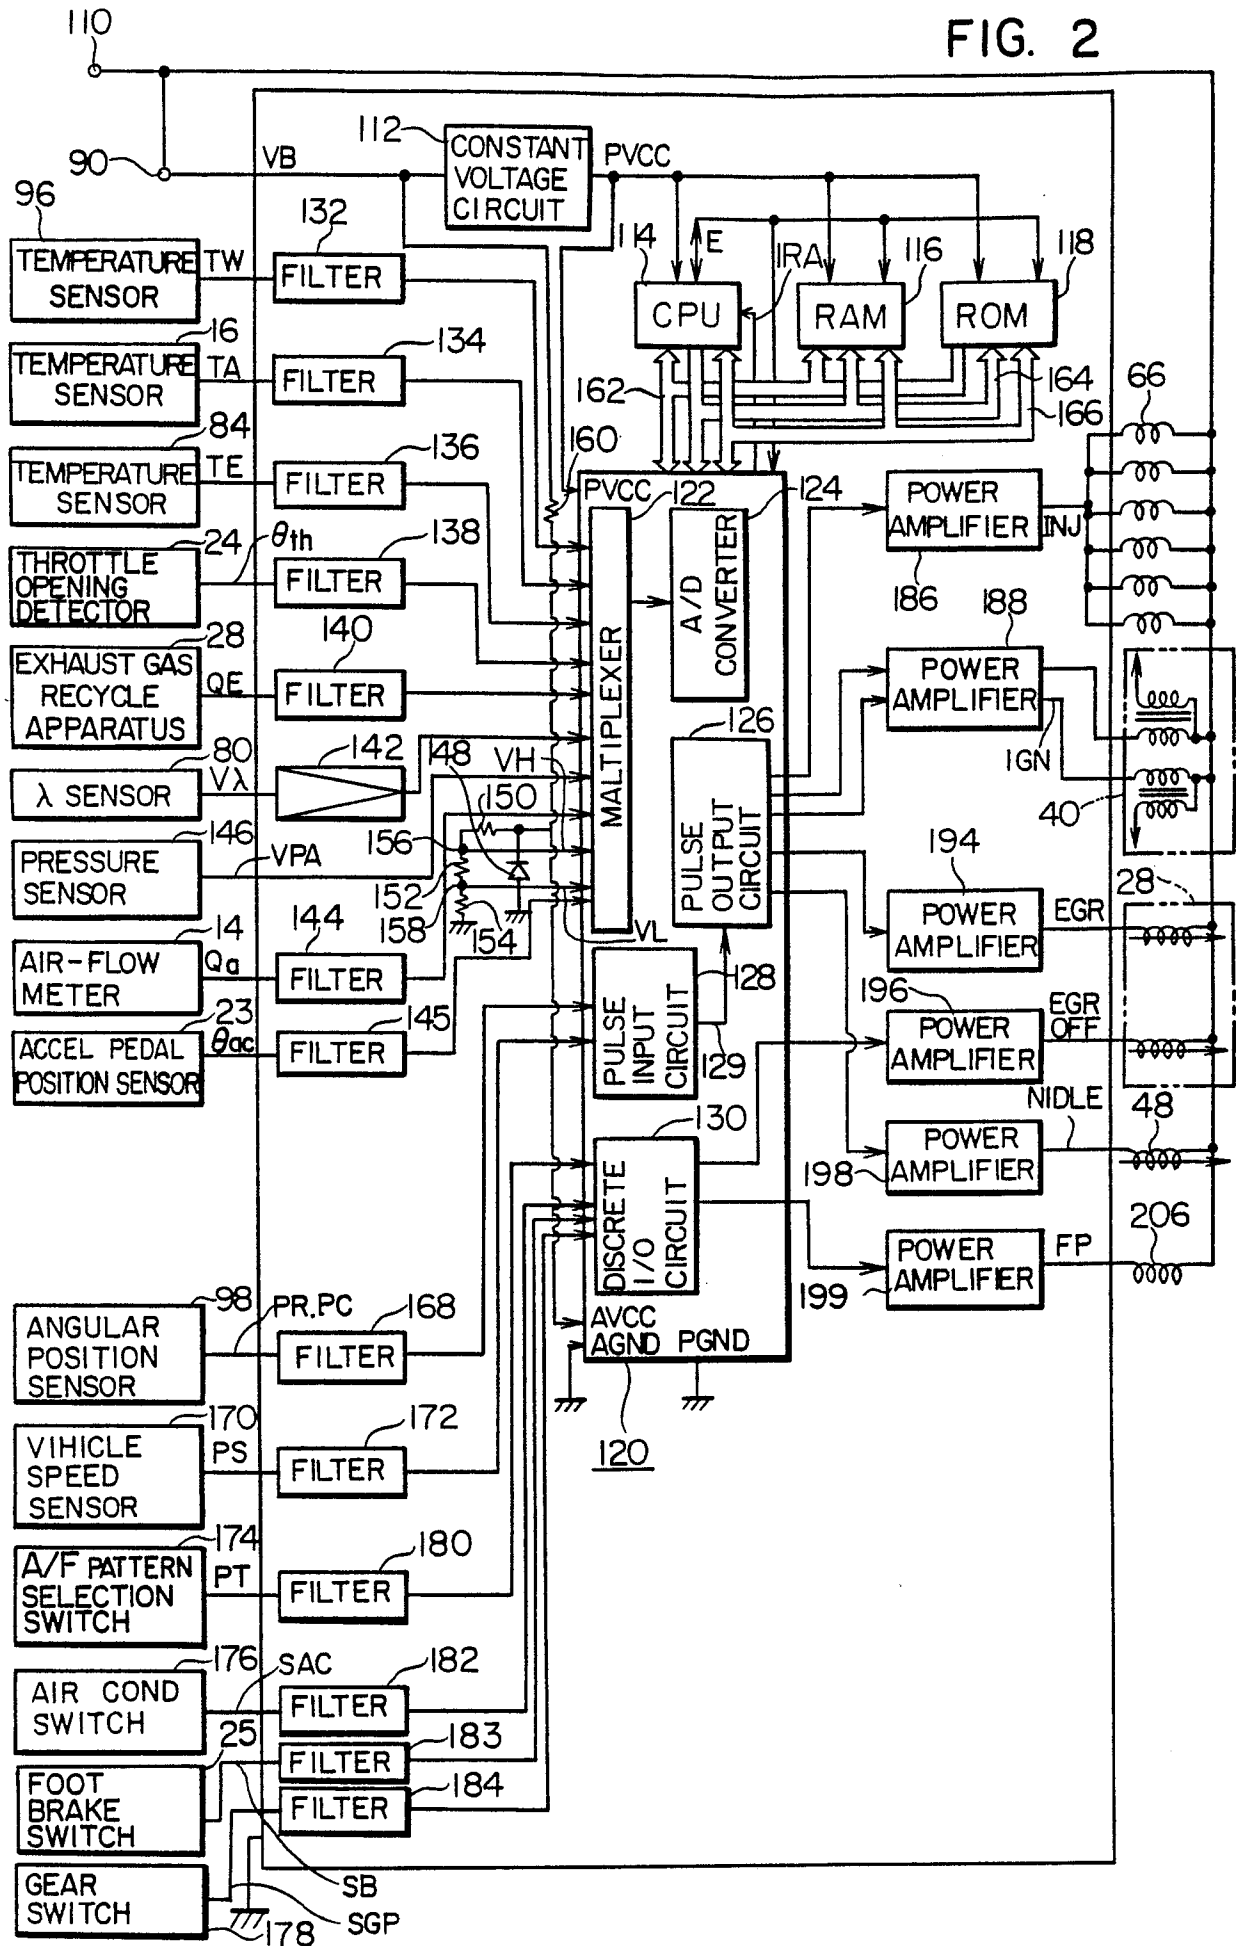 FIG. 2
110
90
VB
112
CONSTANT
VOLTAGE
CIRCUIT
PVCC
96
TEMPERATURE
SENSOR
TW
132
FILTER
114
E
IRA
116
118
CPU
RAM
ROM
16
TEMPERATURE
SENSOR
TA
134
FILTER
162
164
166
66
84
TEMPERATURE
SENSOR
TE
136
FILTER
160
PVCC
122
124
POWER
AMPLIFIER
INJ
186
24
THROTTLE
OPENING
DETECTOR
θth
138
FILTER
MALTIPLEXER
A/D
CONVERTER
28
EXHAUST GAS
RECYCLE
APPARATUS
QE
140
FILTER
188
POWER
AMPLIFIER
IGN
40
80
λ SENSOR
Vλ
142
148
VH
126
PULSE
OUTPUT
CIRCUIT
146
PRESSURE
SENSOR
VPA
150
156
152
158
154
VL
194
POWER
AMPLIFIER
EGR
28
14
AIR-FLOW
METER
Qa
144
FILTER
PULSE
INPUT
CIRCUIT
128
129
196
POWER
AMPLIFIER
EGR
OFF
23
ACCEL PEDAL
POSITION SENSOR
θac
145
FILTER
130
DISCRETE
I/O
CIRCUIT
NIDLE
48
POWER
AMPLIFIER
198
206
POWER
AMPLIFIER
FP
199
98
ANGULAR
POSITION
SENSOR
PR.PC
168
FILTER
AVCC
AGND
PGND
120
170
VIHICLE
SPEED
SENSOR
PS
172
FILTER
174
A/F PATTERN
SELECTION
SWITCH
PT
180
FILTER
176
AIR COND
SWITCH
SAC
182
FILTER
25
FOOT
BRAKE
SWITCH
183
FILTER
184
FILTER
GEAR
SWITCH
178
SB
SGP